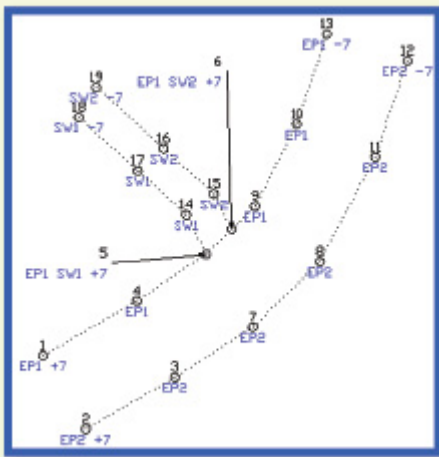 13
EP1 -7
12
EP2 -7
6
EP1 SW2 +7
19
SW2 -7
18
SW1 -7
10
EP1
16
SW2
11
EP2
17
SW1
15
SW2
9
EP1
14
SW1
5
EP1 SW1 +7
8
EP2
4
EP1
7
EP2
1
EP1 +7
3
EP2
2
EP2 +7